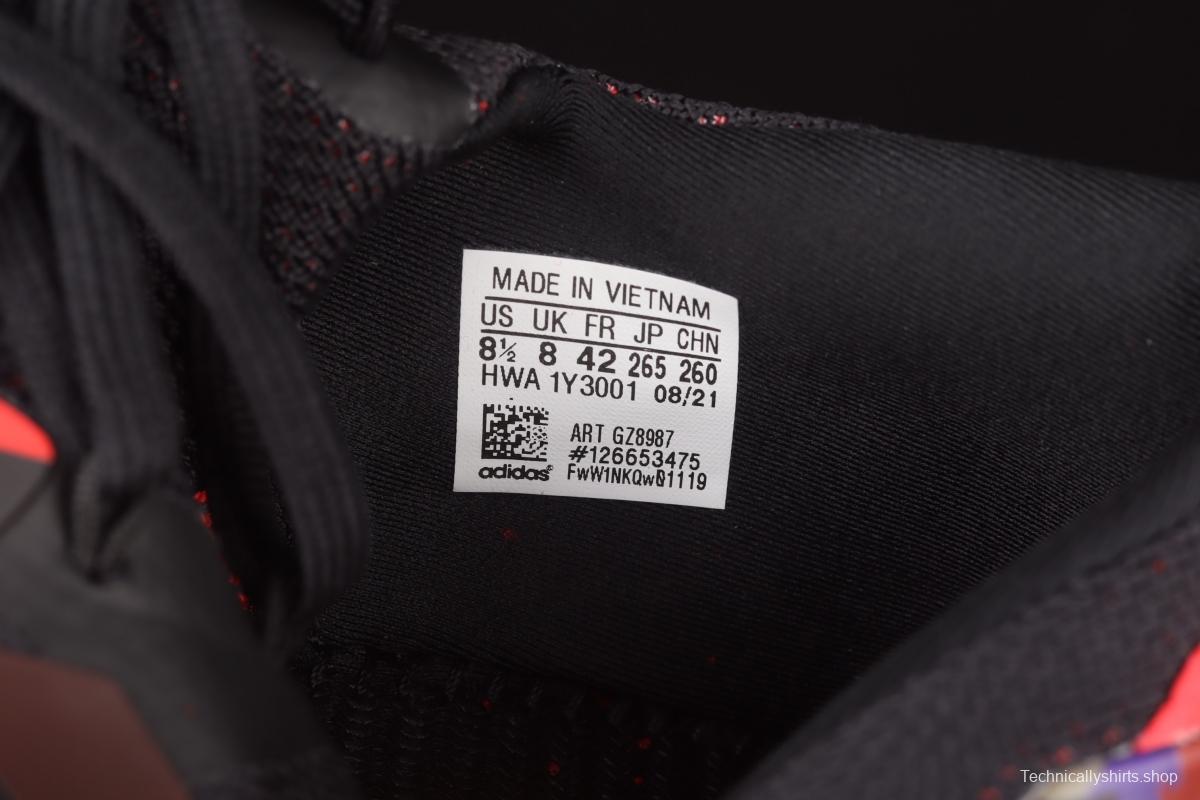 MADE IN VIETNAM
US UK FR JP CHN
8½ 8 42 265 260
HWA 1Y3001 08/21
ART GZ8987
#126653475
adidas®
FwW1NKQw01119
Technicallyshirts.shop